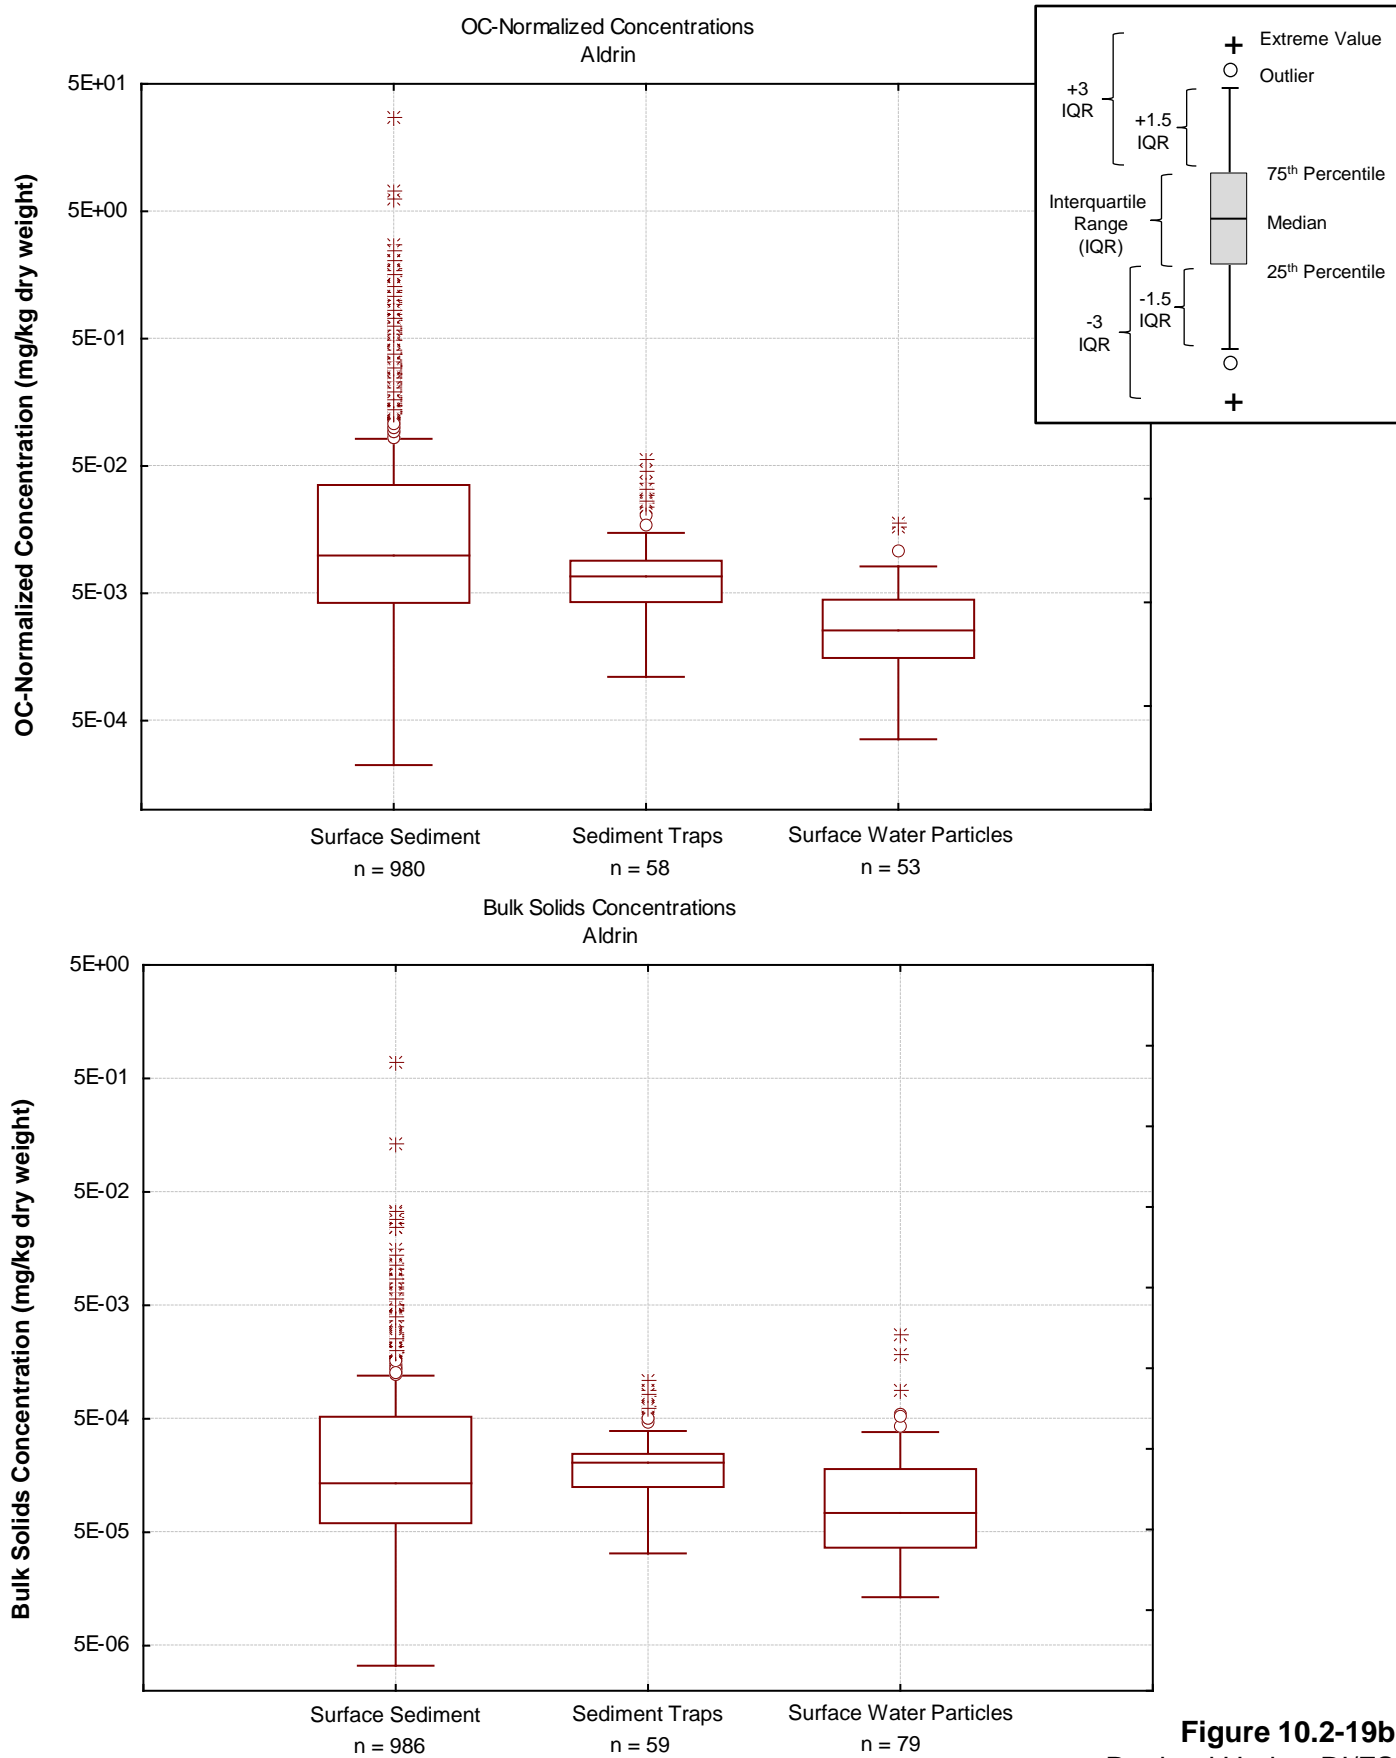 OC-Normalized Concentrations
Aldrin
OC-Normalized Concentration (mg/kg dry weight)
5E+01
5E+00
5E-01
5E-02
5E-03
5E-04
Surface Sediment
n = 980
Sediment Traps
n = 58
Surface Water Particles
n = 53
Extreme Value
Outlier
+3
IQR
+1.5
IQR
75th Percentile
Interquartile
Range
(IQR)
Median
25th Percentile
-1.5
IQR
-3
IQR
Bulk Solids Concentrations
Aldrin
Bulk Solids Concentration (mg/kg dry weight)
5E+00
5E-01
5E-02
5E-03
5E-04
5E-05
5E-06
Surface Sediment
n = 986
Sediment Traps
n = 59
Surface Water Particles
n = 79
Figure 10.2-19b